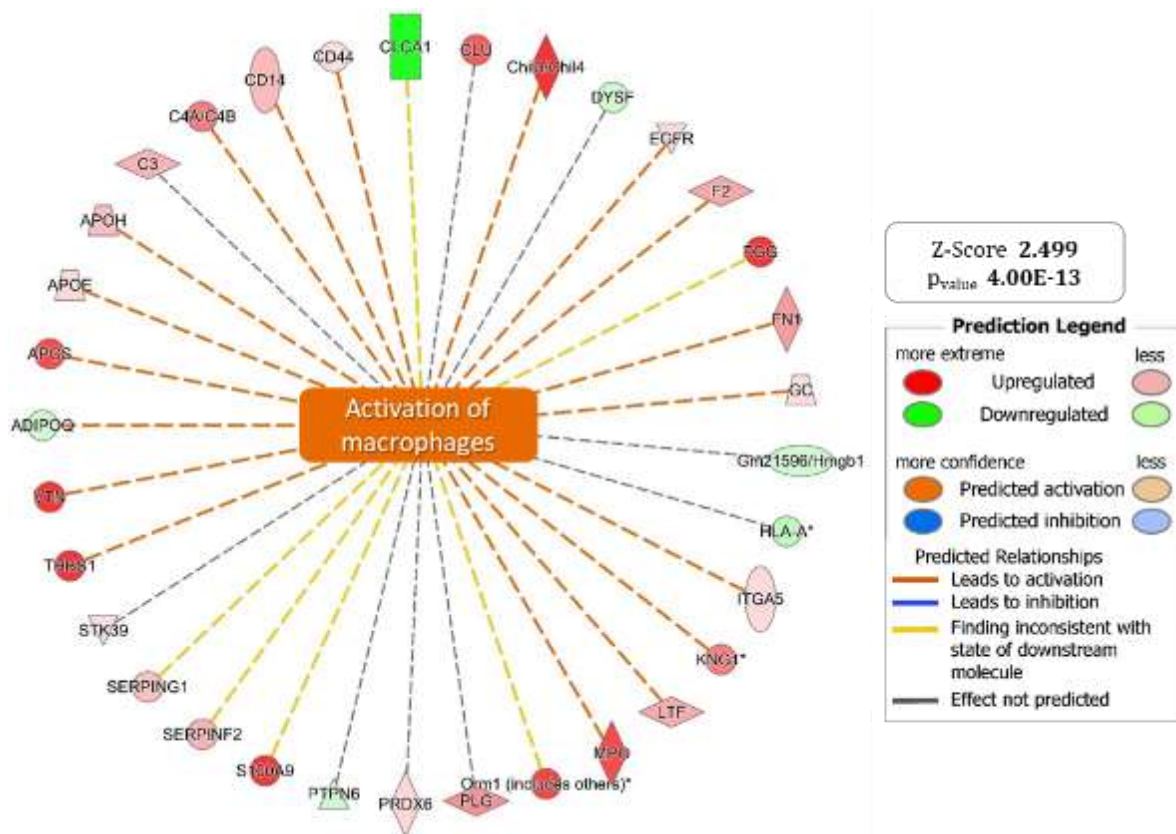 CLCA1
CLU
Chil3/Chil4
DYSF
EGFR
F2
FGG
FN1
GC
Gm21596/Hmgb1
HLA-A*
ITGA5
KNG1*
LTF
MPO
Orm1 (includes others)*
PLG
PRDX6
PTPN6
S100A9
SERPINF2
SERPING1
STK39
THBS1
VTN
ADIPOQ
APCS
APOE
APOH
C3
C4A/C4B
CD14
CD44
Activation of
macrophages
Z-Score 2.499
pvalue 4.00E-13
Prediction Legend
more extreme less
Upregulated
Downregulated
more confidence less
Predicted activation
Predicted inhibition
Predicted Relationships
Leads to activation
Leads to inhibition
Finding inconsistent with
state of downstream
molecule
Effect not predicted